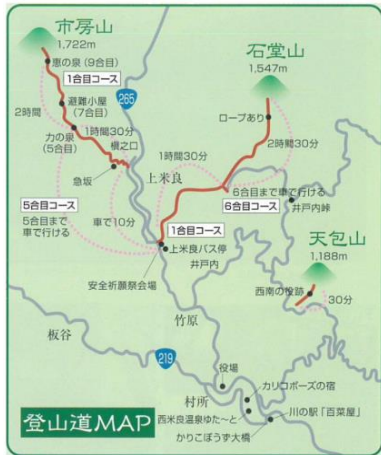 市房山
1,722m
恵の泉(9合目)
1合目コース
避難小屋
(7合目)
2時間
力の泉
(5合目)
1時間30分
槇之口
急坂
5合目コース
5合目まで
車で行ける
車で10分
265
上米良
1時間30分
石堂山
1,547m
ロープあり
2時間30分
6合目まで車で行ける
6合目コース
井戸内峠
1合目コース
上米良バス停
井戸内
安全祈願祭会場
天包山
1,188m
西南の役跡
30分
竹原
板谷
219
役場
村所
カリコボーズの宿
西米良温泉ゆた~と
川の駅「百菜屋」
かりこぼうず大橋
登山道MAP